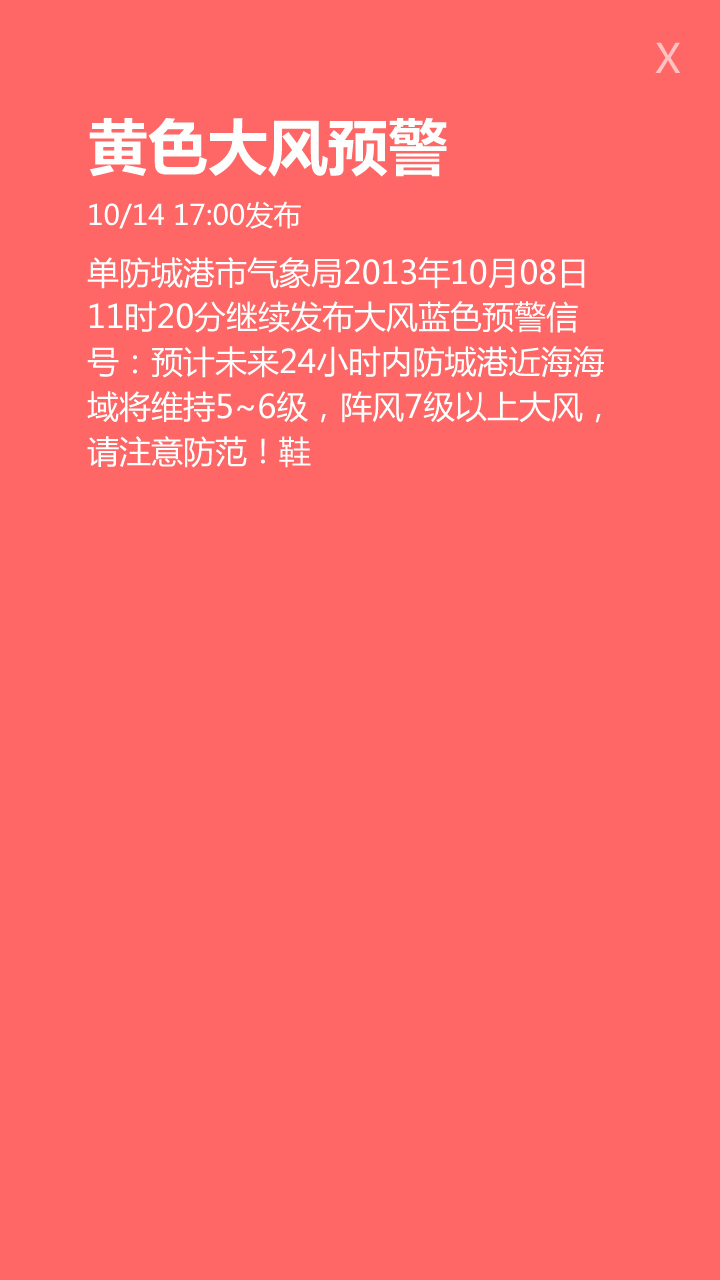 X
黄色大风预警
10/14 17:00发布
单防城港市气象局2013年10月08日
11时20分继续发布大风蓝色预警信
号：预计未来24小时内防城港近海海
域将维持5~6级，阵风7级以上大风，
请注意防范！鞋